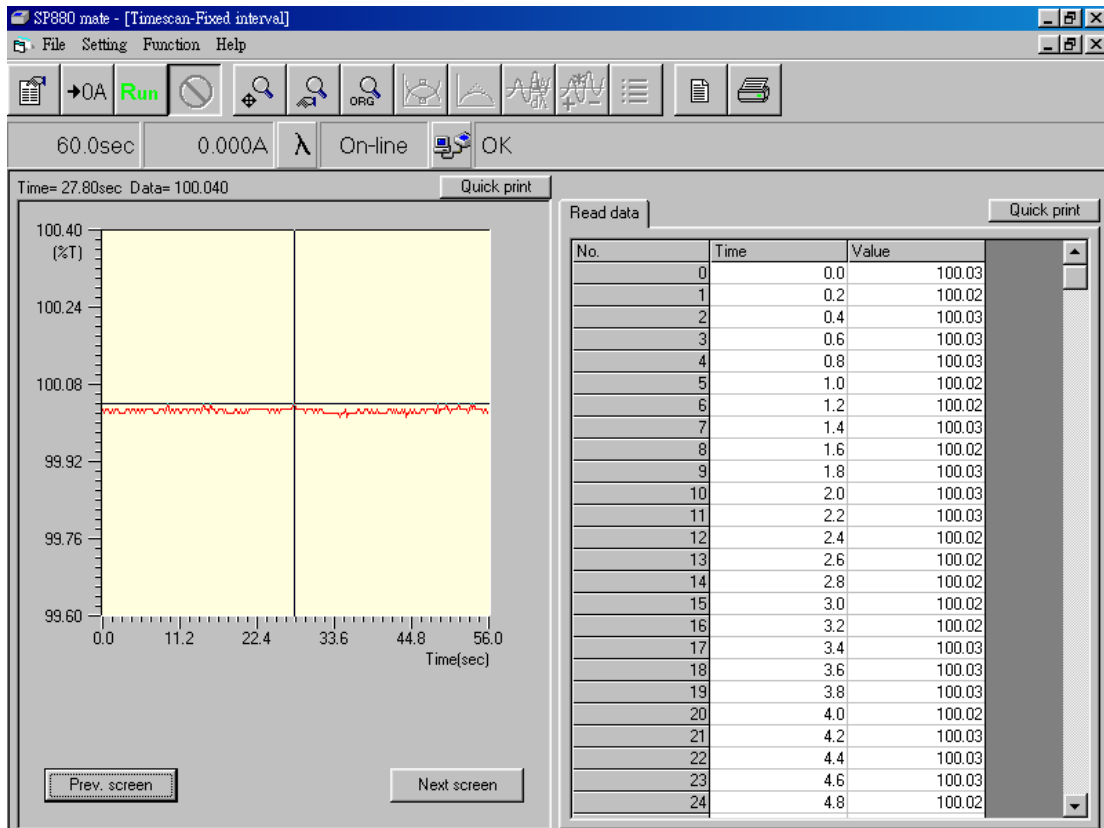 SP880 mate - [Timescan-Fixed interval]
File Setting Function Help
→0A Run ORG dλ
60.0sec 0.000A λ On-line OK
Time= 27.80sec Data= 100.040 Quick print
100.40
(%T)
100.24
100.08
99.92
99.76
99.60
0.0 11.2 22.4 33.6 44.8 56.0
Time(sec)
Prev. screen Next screen
Read data Quick print
No. Time Value
0 0.0 100.03
1 0.2 100.02
2 0.4 100.03
3 0.6 100.03
4 0.8 100.03
5 1.0 100.02
6 1.2 100.02
7 1.4 100.03
8 1.6 100.02
9 1.8 100.03
10 2.0 100.03
11 2.2 100.03
12 2.4 100.02
13 2.6 100.02
14 2.8 100.02
15 3.0 100.02
16 3.2 100.02
17 3.4 100.03
18 3.6 100.03
19 3.8 100.03
20 4.0 100.02
21 4.2 100.03
22 4.4 100.03
23 4.6 100.03
24 4.8 100.02